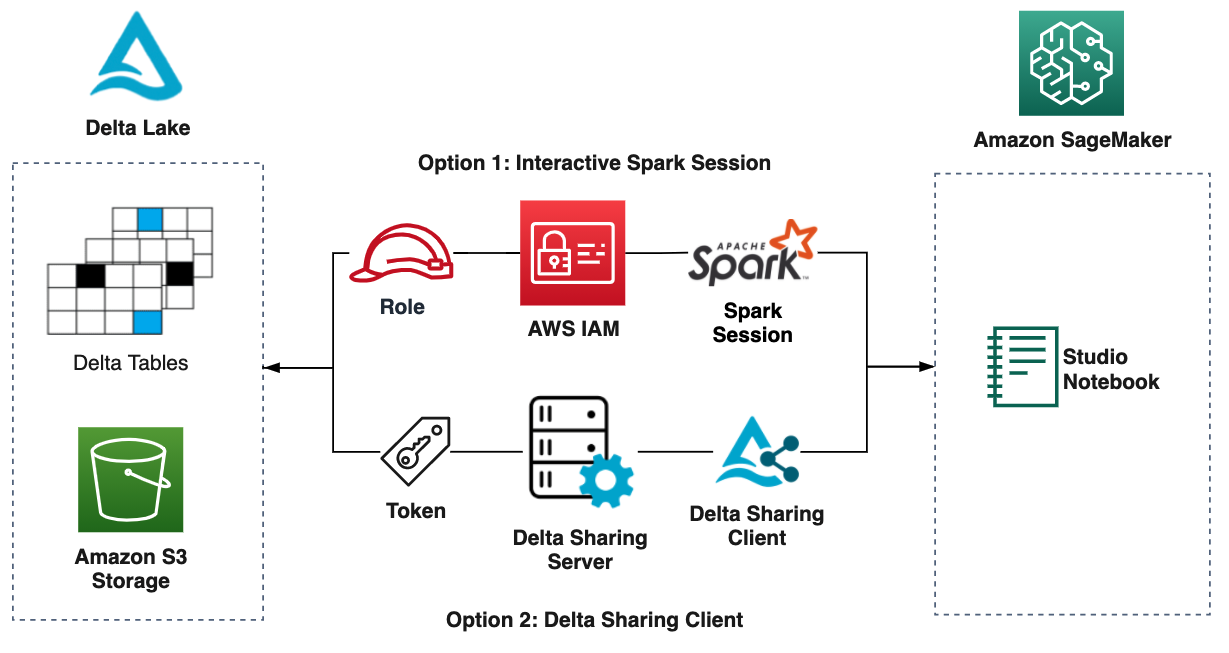 Delta Lake
Amazon SageMaker
Option 1: Interactive Spark Session
Delta Tables
Amazon S3
Storage
Role
AWS IAM
APACHE
Spark™
Spark
Session
Token
Delta Sharing
Server
Delta Sharing
Client
Option 2: Delta Sharing Client
Studio
Notebook